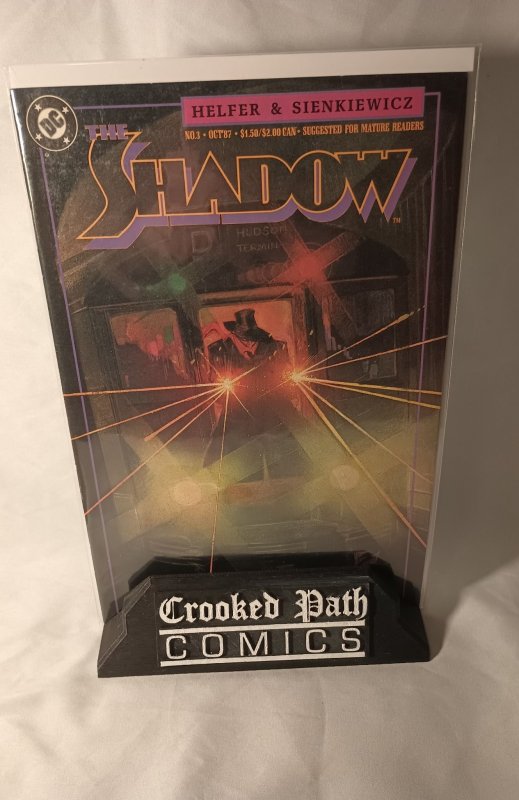 HELFER & SIENKIEWICZ
DC
NO.3 • OCT'87 • $1.50/$2.00 CAN • SUGGESTED FOR MATURE READERS
THE
SHADOW
TM
HUDSON
TERMIN
Crooked Path
COMICS